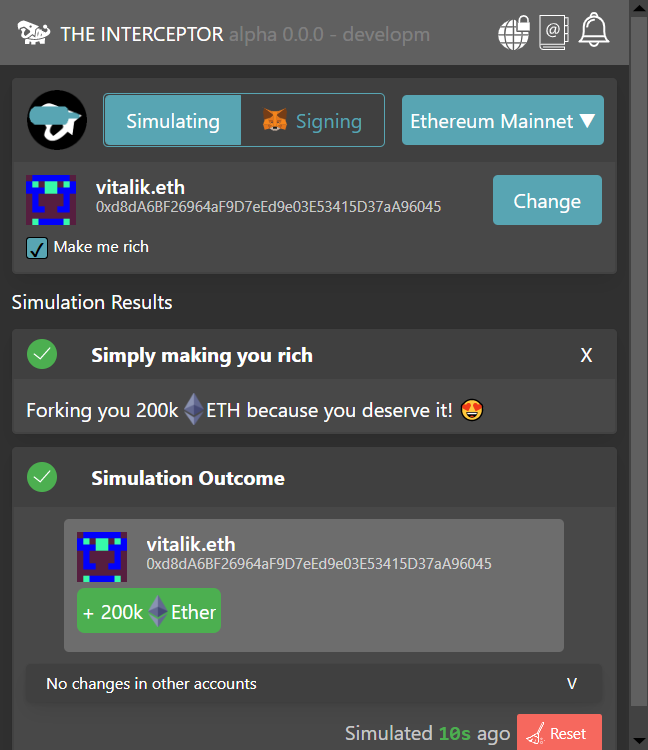 THE INTERCEPTOR alpha 0.0.0 - developm
@
Simulating
Signing
Ethereum Mainnet ▼
vitalik.eth
0xd8dA6BF26964aF9D7eEd9e03E53415D37aA96045
Change
Make me rich
Simulation Results
Simply making you rich
X
Forking you 200k ETH because you deserve it! 😍
Simulation Outcome
vitalik.eth
0xd8dA6BF26964aF9D7eEd9e03E53415D37aA96045
+ 200k Ether
No changes in other accounts
V
Simulated 10s ago
Reset